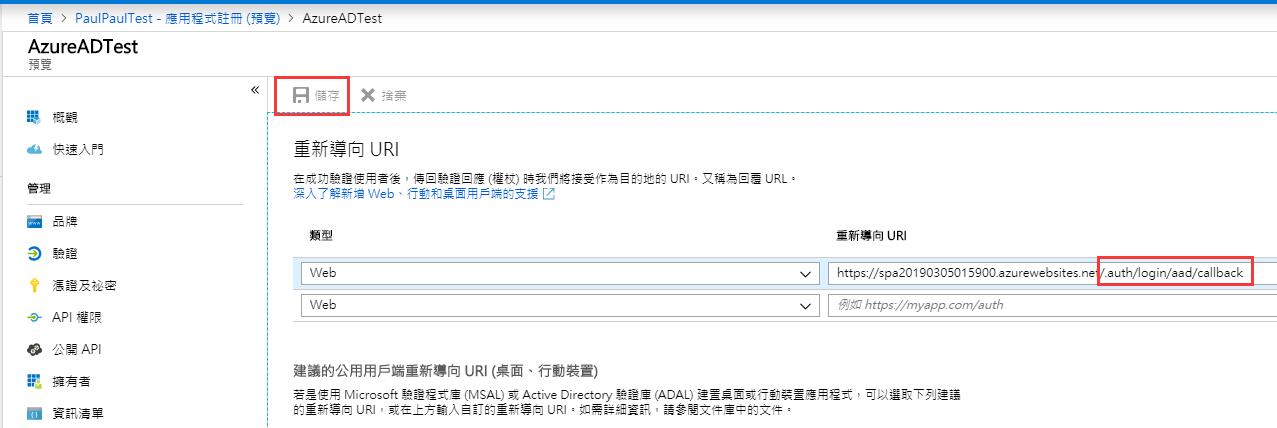 首頁 > PaulPaulTest - 應用程式註冊 (預覽) > AzureADTest
AzureADTest
預覽
«
儲存 捨棄
概觀
快速入門
管理
品牌
驗證
憑證及祕密
API 權限
公開 API
擁有者
資訊清單
重新導向 URI
在成功驗證使用者後，傳回驗證回應 (權杖) 時我們將接受作為目的地的 URI。又稱為回覆 URL。
深入了解新增 Web、行動和桌面用戶端的支援
類型 重新導向 URI
Web https://spa20190305015900.azurewebsites.net/.auth/login/aad/callback
Web 例如 https://myapp.com/auth
建議的公用用戶端重新導向 URI (桌面、行動裝置)
若是使用 Microsoft 驗證程式庫 (MSAL) 或 Active Directory 驗證庫 (ADAL) 建置桌面或行動裝置應用程式，可以選取下列建議
的重新導向 URI，或在上方輸入自訂的重新導向 URI。如需詳細資訊，請參閱文件庫中的文件。